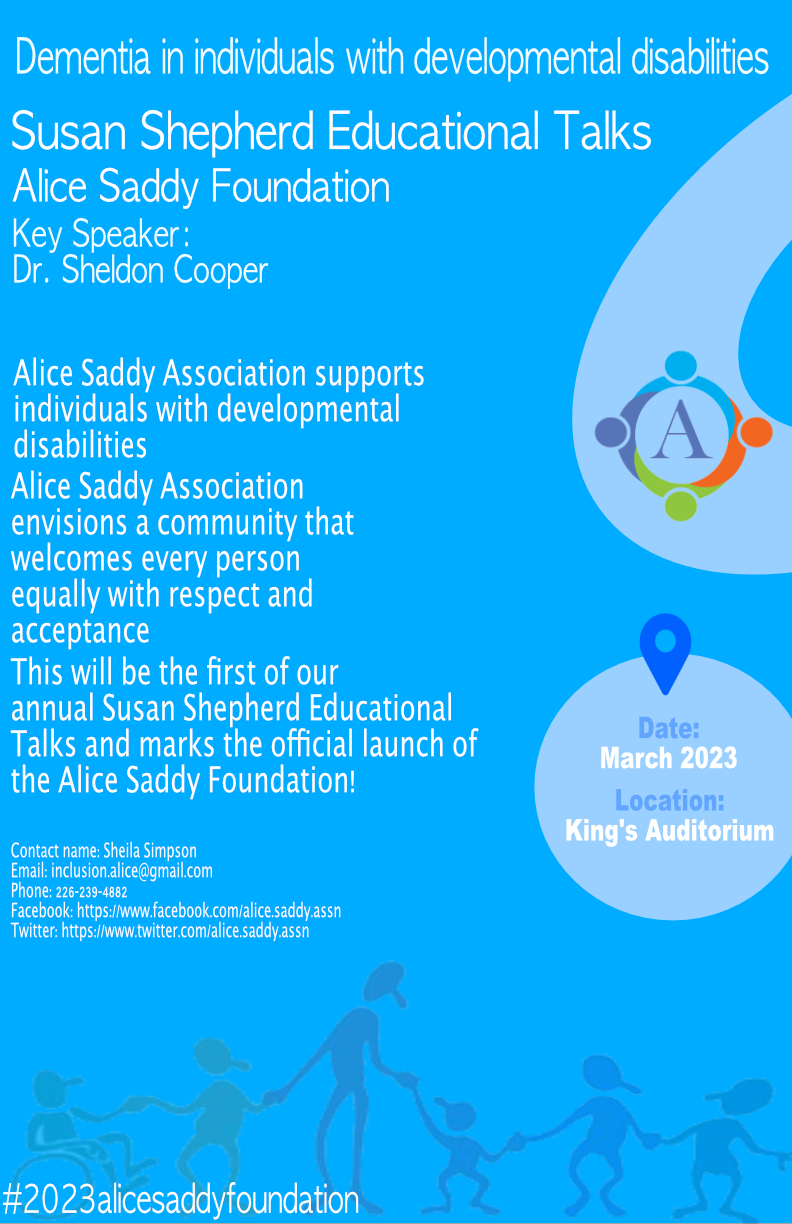 Dementia in individuals with developmental disabilities
Susan Shepherd Educational Talks
Alice Saddy Foundation
Key Speaker:
Dr. Sheldon Cooper
Alice Saddy Association supports
individuals with developmental
disabilities
Alice Saddy Association
envisions a community that
welcomes every person
equally with respect and
acceptance
This will be the first of our
annual Susan Shepherd Educational
Talks and marks the official launch of
the Alice Saddy Foundation!
A
Date:
March 2023
Location:
King's Auditorium
Contact name: Sheila Simpson
Email: inclusion.alice@gmail.com
Phone: 226-239-4882
Facebook: https://www.facebook.com/alice.saddy.assn
Twitter: https://www.twitter.com/alice.saddy.assn
#2023alicesaddyfoundation